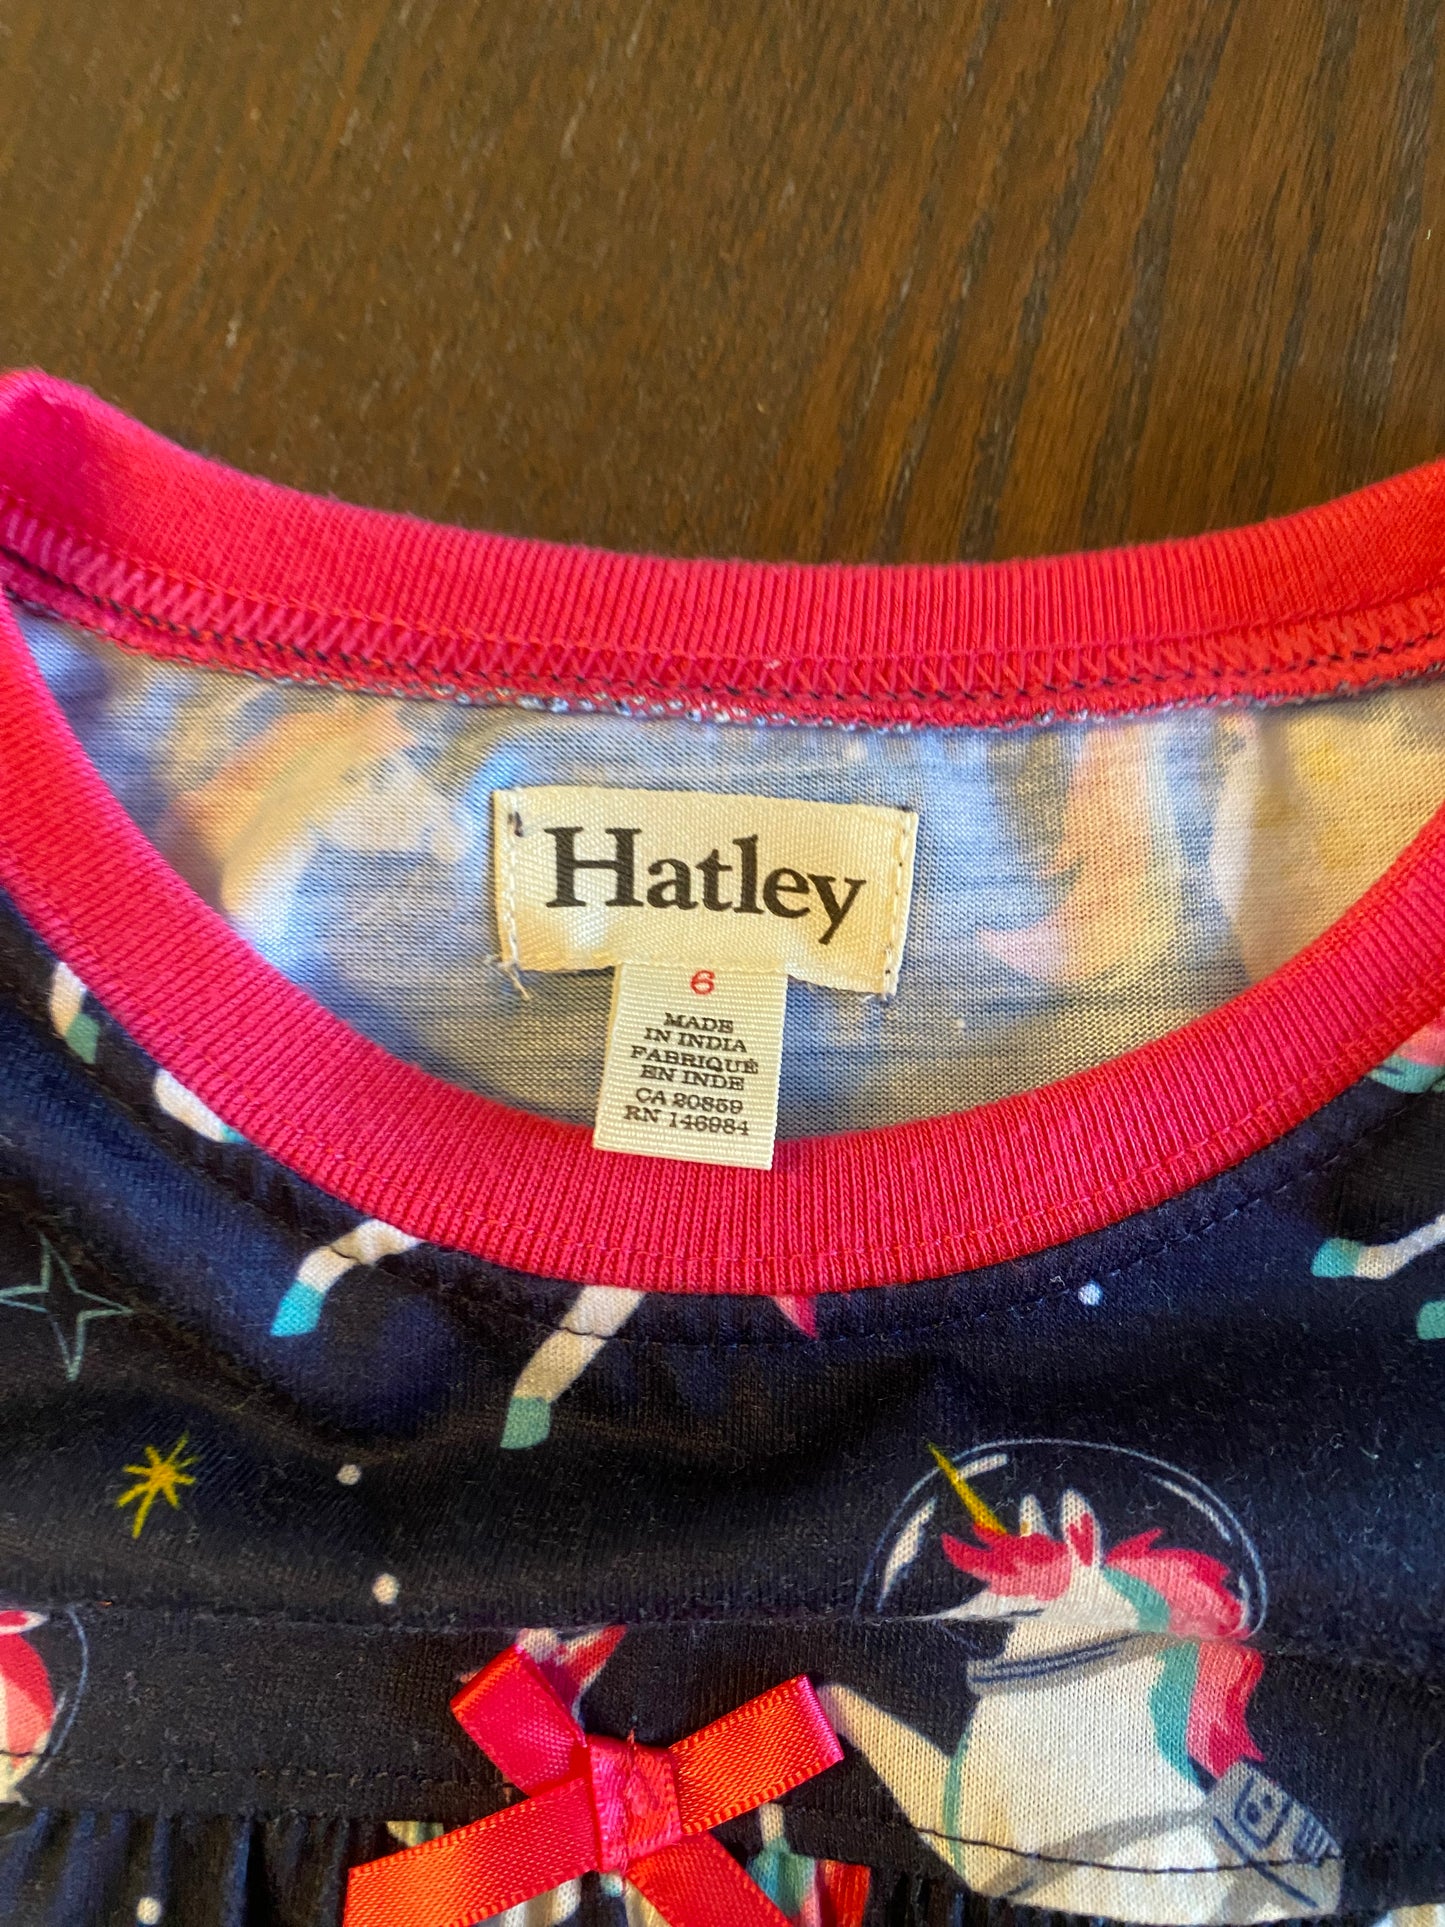 Hatley
6
MADE
IN INDIA
FABRIQUÉ
EN INDE
CA 20859
RN 146984